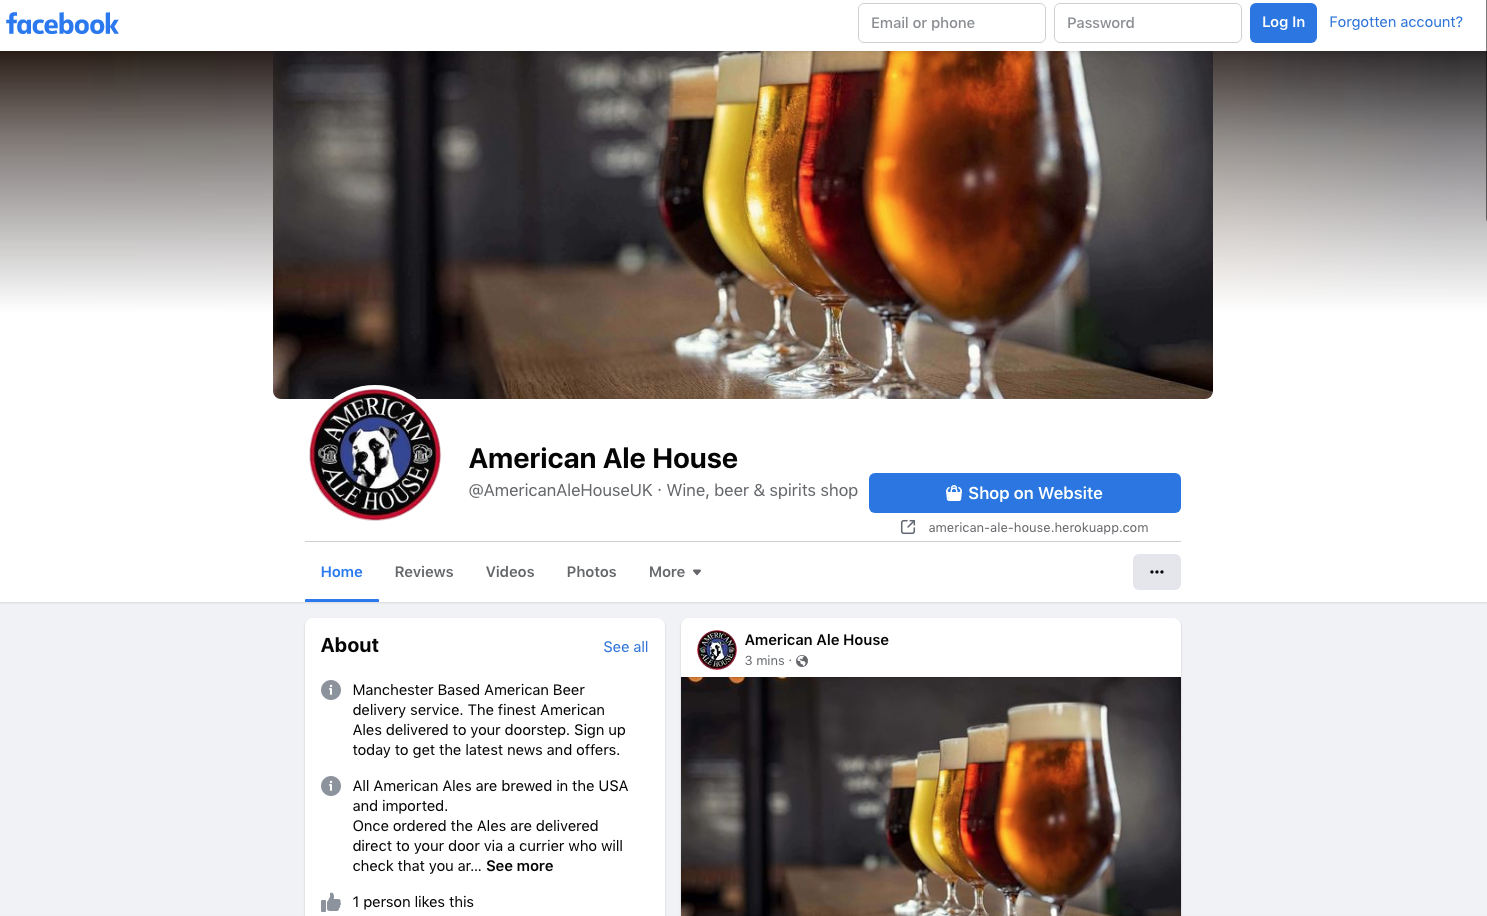 facebook
Email or phone
Password
Log In
Forgotten account?
AMERICAN
ALE HOUSE
American Ale House
@AmericanAleHouseUK · Wine, beer & spirits shop
Shop on Website
american-ale-house.herokuapp.com
Home
Reviews
Videos
Photos
More
About
See all
Manchester Based American Beer
delivery service. The finest American
Ales delivered to your doorstep. Sign up
today to get the latest news and offers.
All American Ales are brewed in the USA
and imported.
Once ordered the Ales are delivered
direct to your door via a currier who will
check that you ar... See more
1 person likes this
AMERICAN
ALE HOUSE
American Ale House
3 mins ·